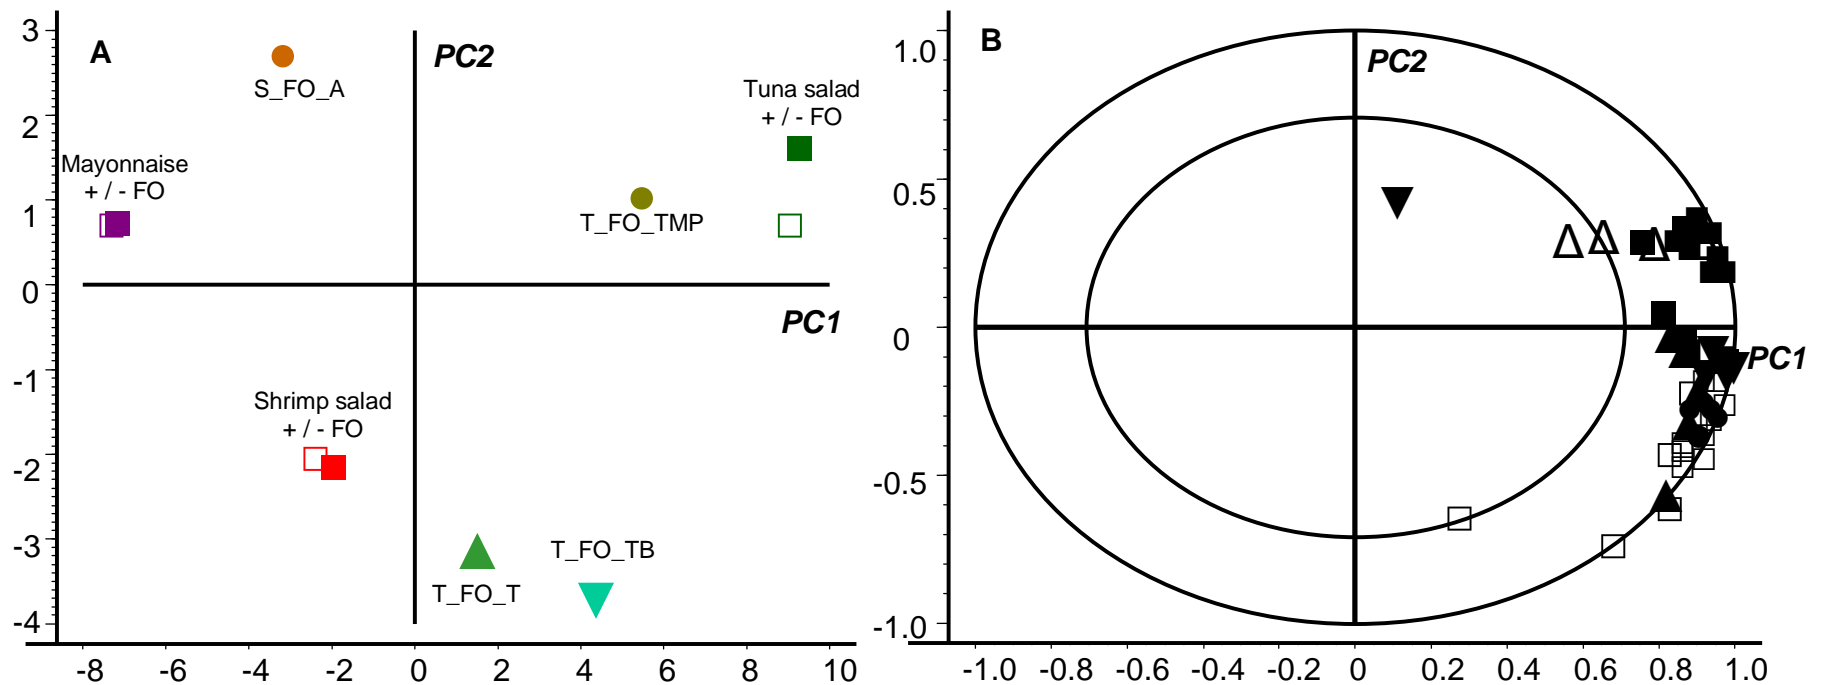 A
PC2
S_FO_A
Tuna salad
+ / - FO
Mayonnaise
+ / - FO
T_FO_TMP
PC1
Shrimp salad
+ / - FO
T_FO_TB
T_FO_T
3
2
1
0
-1
-2
-3
-4
-8 -6 -4 -2 0 2 4 6 8 10
B
PC2
PC1
1.0
0.5
0
-0.5
-1.0
-1.0 -0.8 -0.6 -0.4 -0.2 0 0.2 0.4 0.6 0.8 1.0